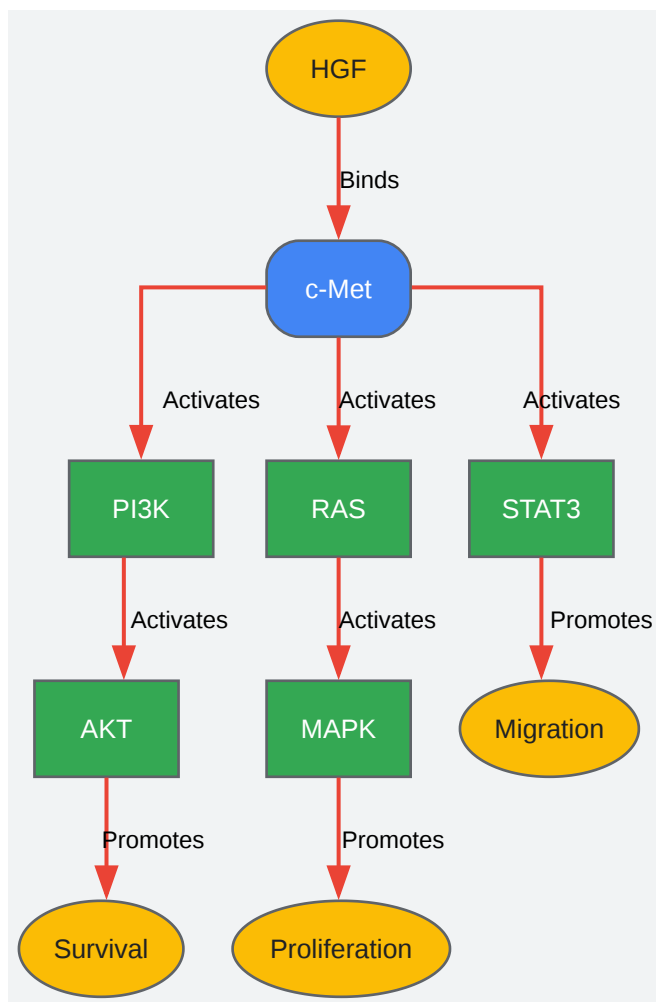 HGF
Binds
c-Met
Activates
Activates
Activates
PI3K
RAS
STAT3
Activates
Activates
Promotes
AKT
MAPK
Migration
Promotes
Promotes
Survival
Proliferation